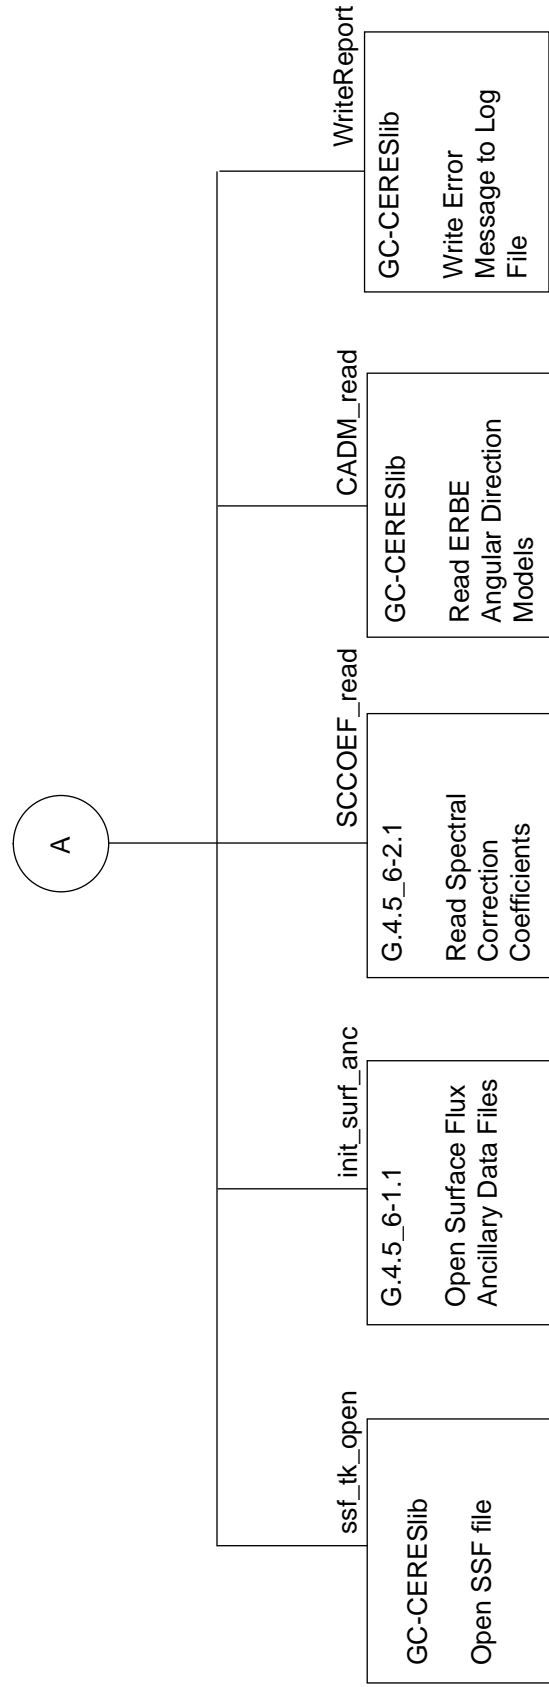 A
ssf_tk_open
GC-CERESlib
Open SSF file
init_surf_anc
G.4.5_6-1.1
Open Surface Flux
Ancillary Data Files
SCCOEF_read
G.4.5_6-2.1
Read Spectral
Correction
Coefficients
CADM_read
GC-CERESlib
Read ERBE
Angular Direction
Models
WriteReport
GC-CERESlib
Write Error
Message to Log
File